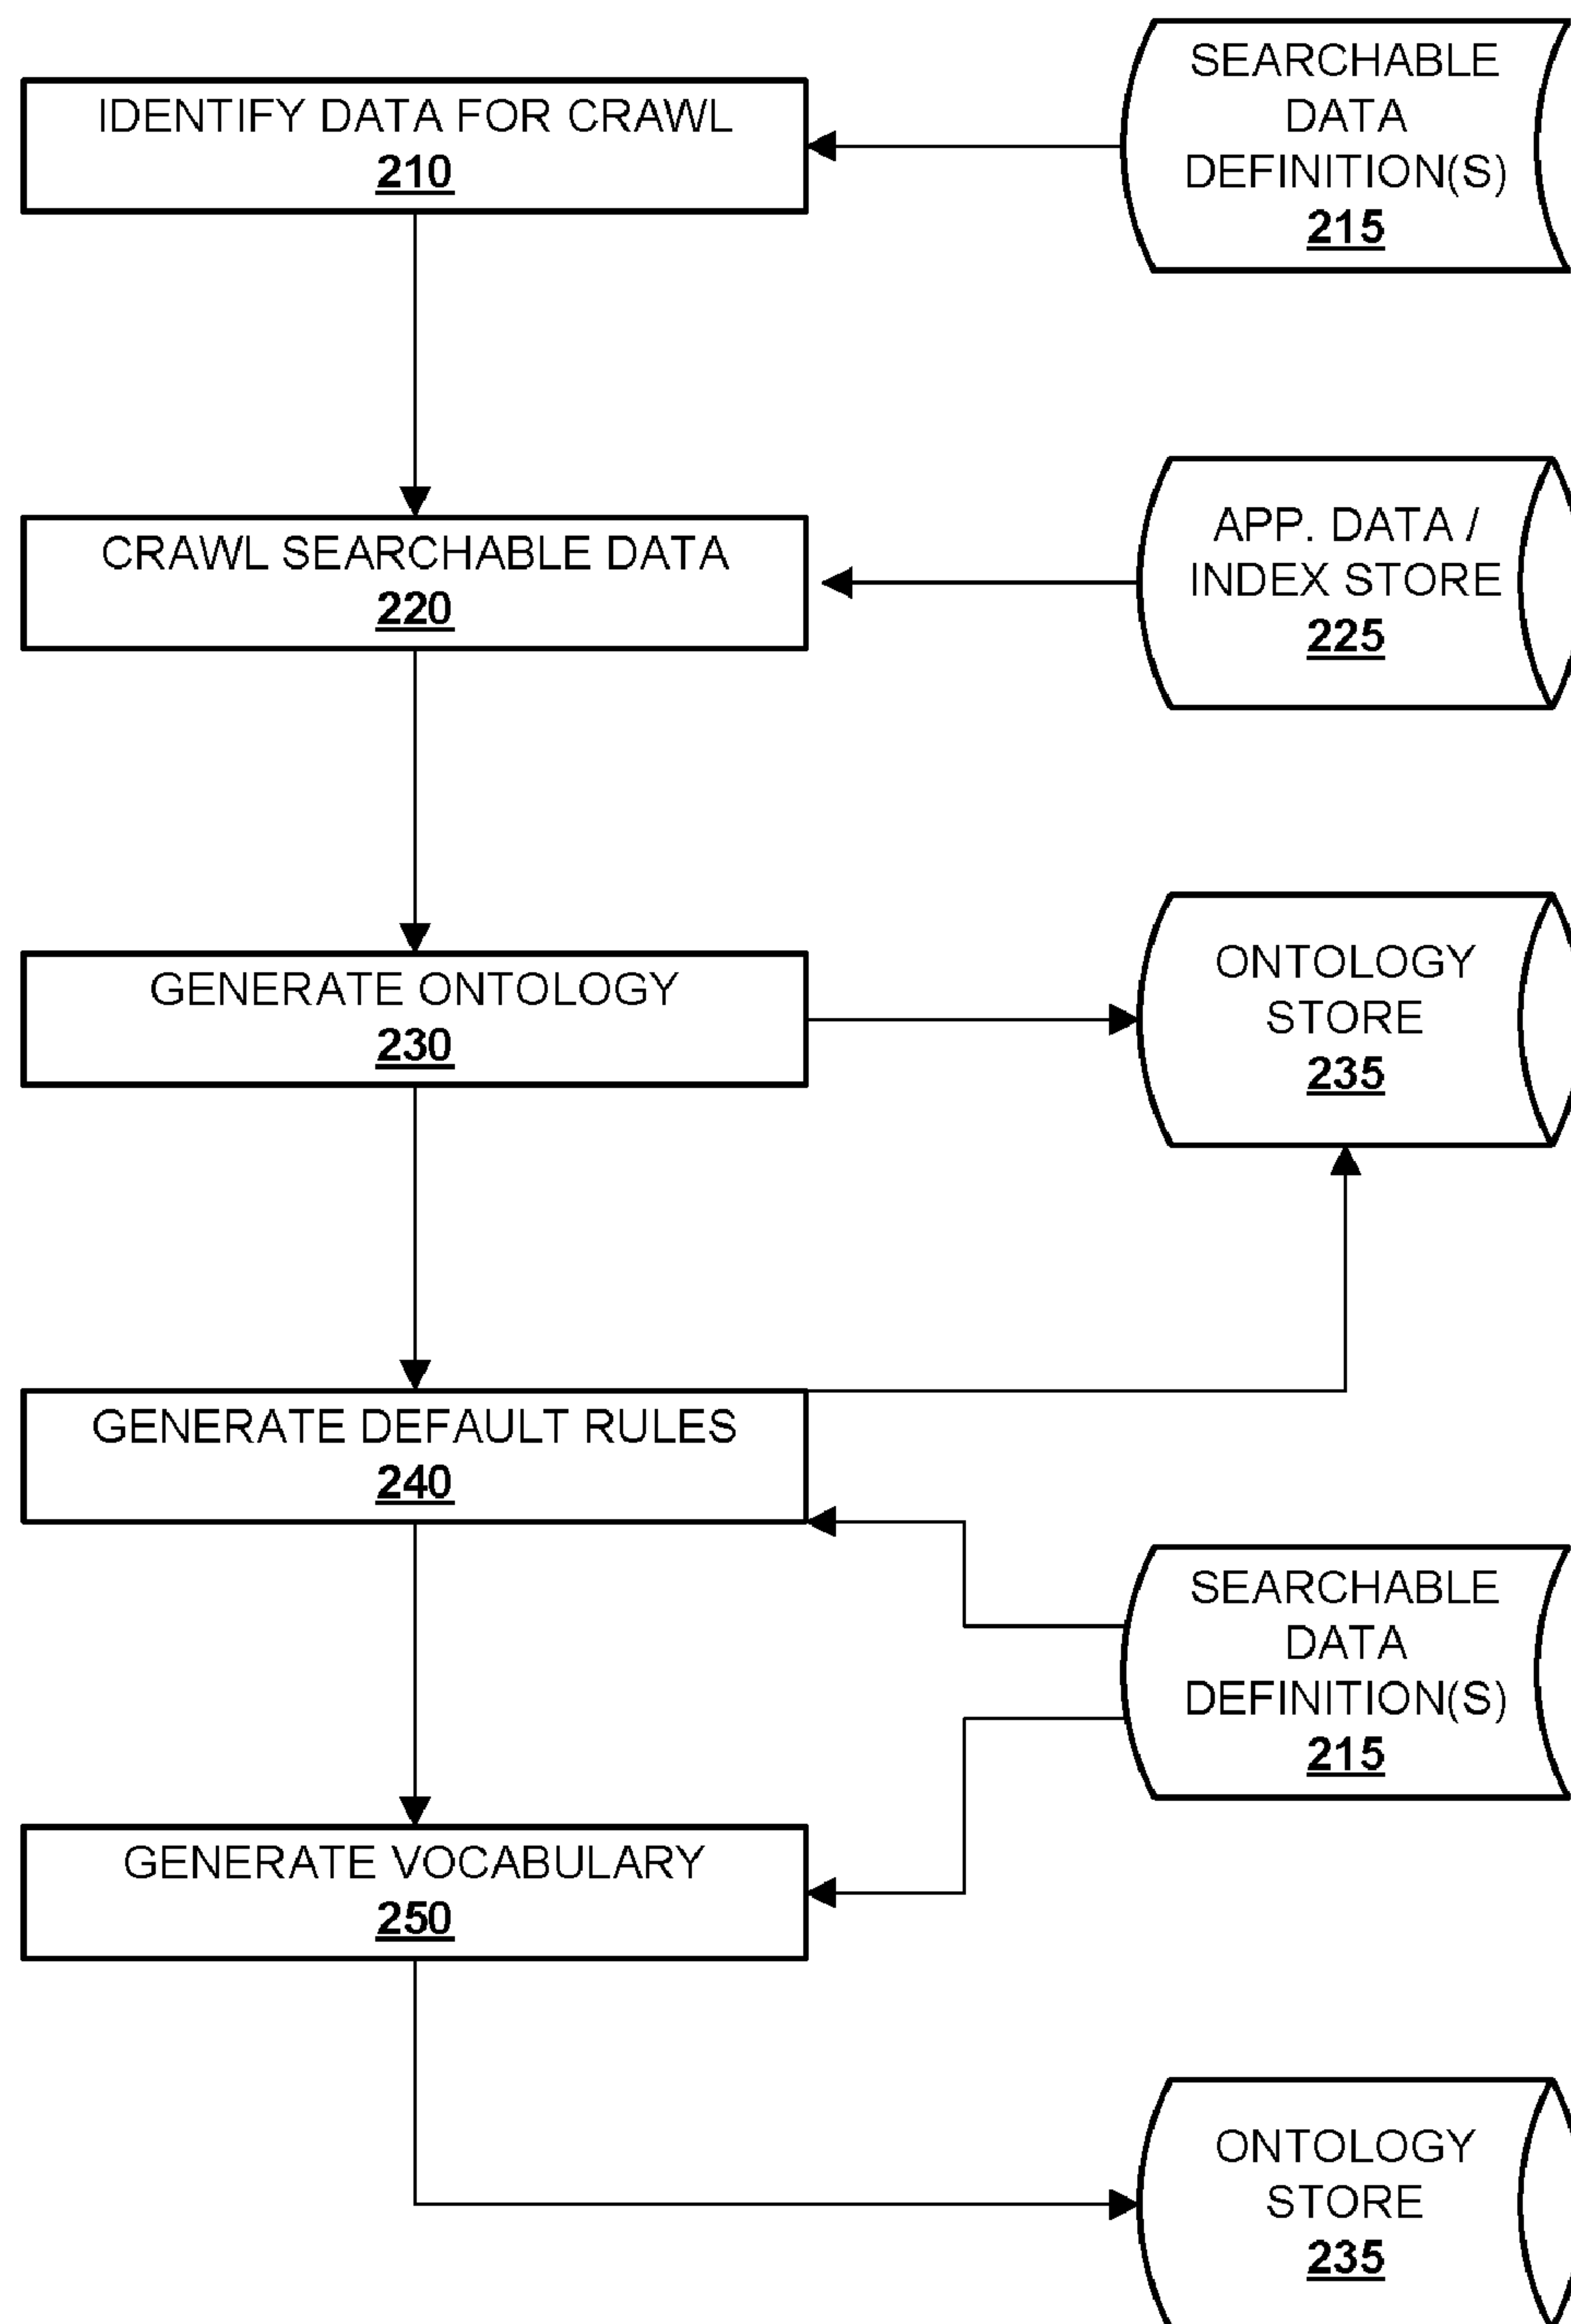 IDENTIFY DATA FOR CRAWL
210
SEARCHABLE
DATA
DEFINITION(S)
215
CRAWL SEARCHABLE DATA
220
APP. DATA /
INDEX STORE
225
GENERATE ONTOLOGY
230
ONTOLOGY
STORE
235
GENERATE DEFAULT RULES
240
SEARCHABLE
DATA
DEFINITION(S)
215
GENERATE VOCABULARY
250
ONTOLOGY
STORE
235